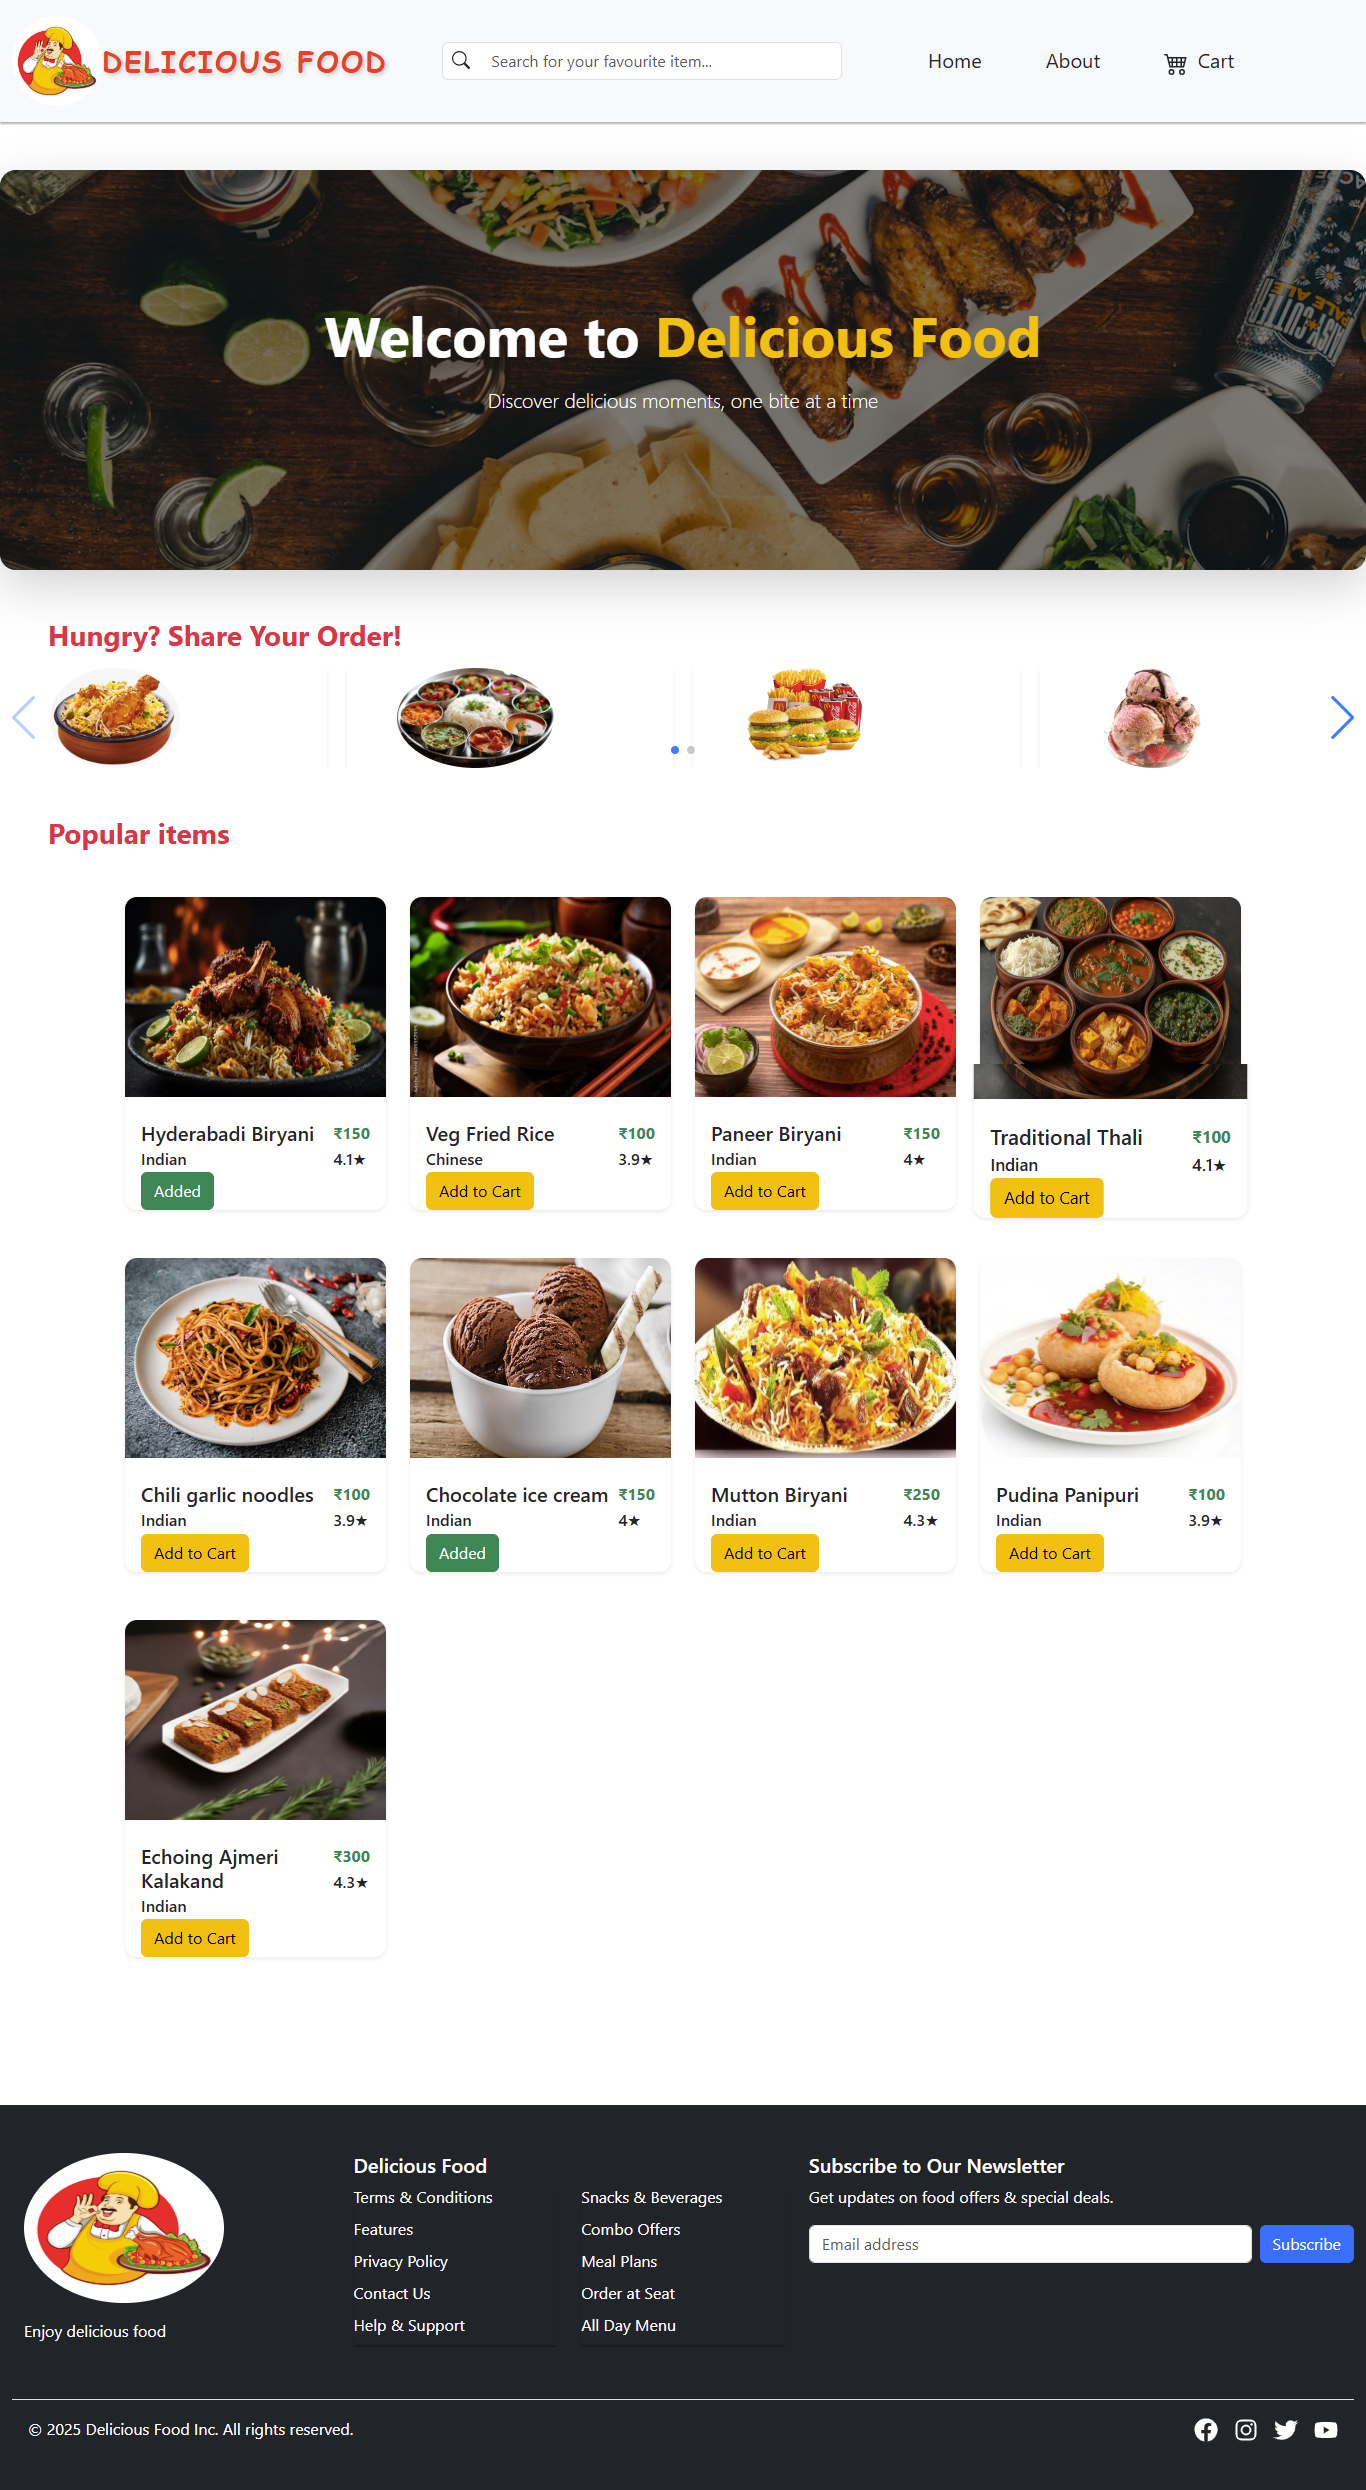 DELICIOUS FOOD
Search for your favourite item...
Home
About
Cart
Welcome to Delicious Food
Discover delicious moments, one bite at a time
Hungry? Share Your Order!
Popular items
Hyderabadi Biryani ₹150
Indian 4.1★
Added
Veg Fried Rice ₹100
Chinese 3.9★
Add to Cart
Paneer Biryani ₹150
Indian 4★
Add to Cart
Traditional Thali ₹100
Indian 4.1★
Add to Cart
Chili garlic noodles ₹100
Indian 3.9★
Add to Cart
Chocolate ice cream ₹150
Indian 4★
Added
Mutton Biryani ₹250
Indian 4.3★
Add to Cart
Pudina Panipuri ₹100
Indian 3.9★
Add to Cart
Echoing Ajmeri ₹300
Kalakand 4.3★
Indian
Add to Cart
Enjoy delicious food
Delicious Food
Terms & Conditions
Features
Privacy Policy
Contact Us
Help & Support
Snacks & Beverages
Combo Offers
Meal Plans
Order at Seat
All Day Menu
Subscribe to Our Newsletter
Get updates on food offers & special deals.
Email address
Subscribe
© 2025 Delicious Food Inc. All rights reserved.